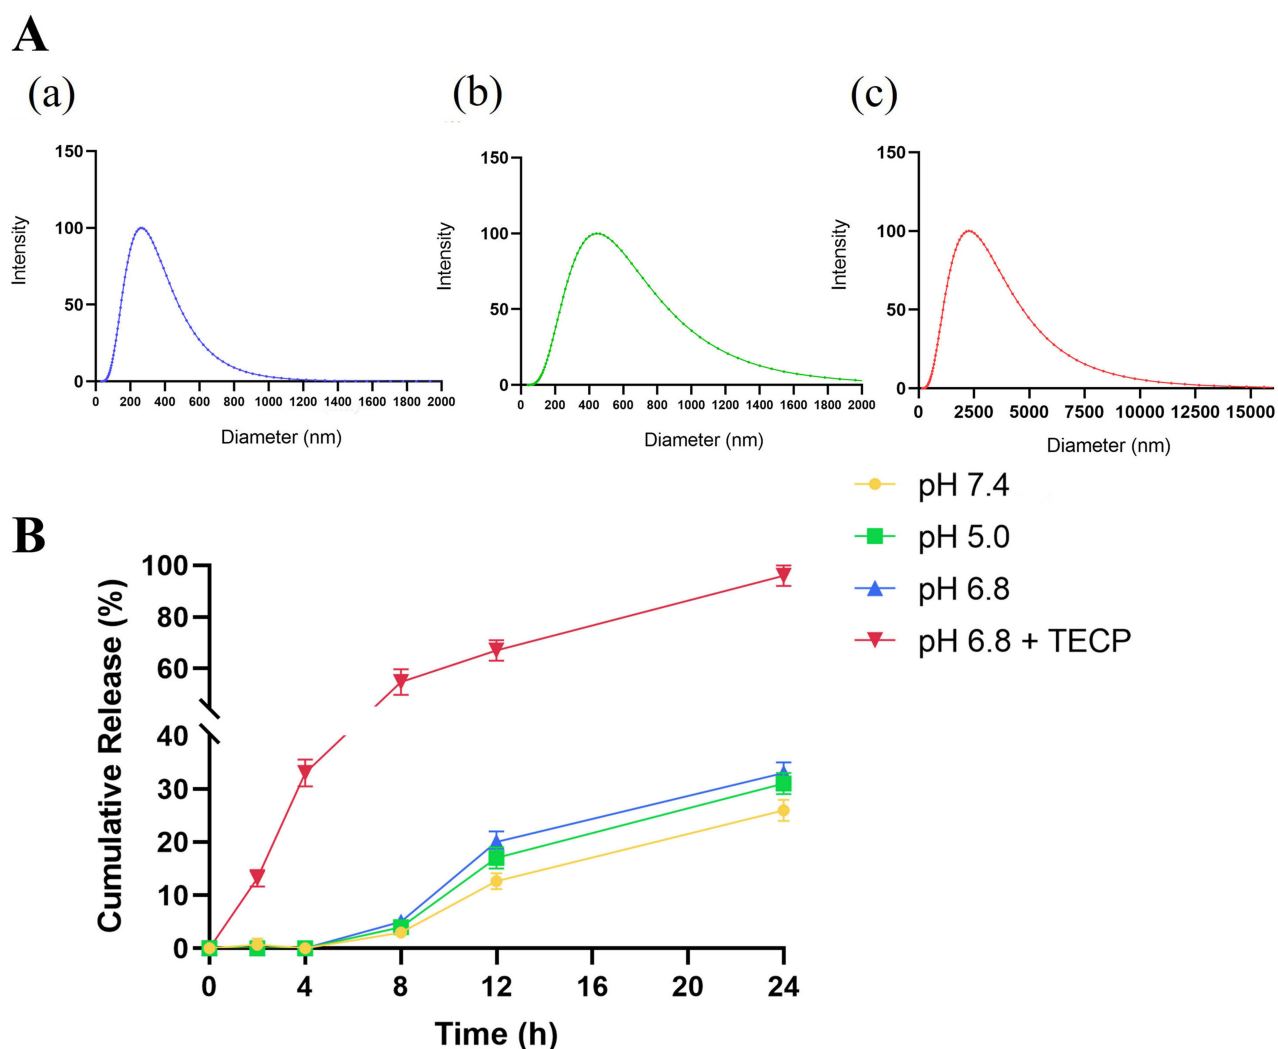 A
(a)
(b)
(c)
150
100
50
0
Intensity
0 200 400 600 800 1000 1200 1400 1600 1800 2000
Diameter (nm)
150
100
50
0
Intensity
0 200 400 600 800 1000 1200 1400 1600 1800 2000
Diameter (nm)
150
100
50
0
Intensity
0 2500 5000 7500 10000 12500 15000
Diameter (nm)
pH 7.4
pH 5.0
pH 6.8
pH 6.8 + TECP
B
100
80
60
40
30
20
10
0
Cumulative Release (%)
0 4 8 12 16 20 24
Time (h)